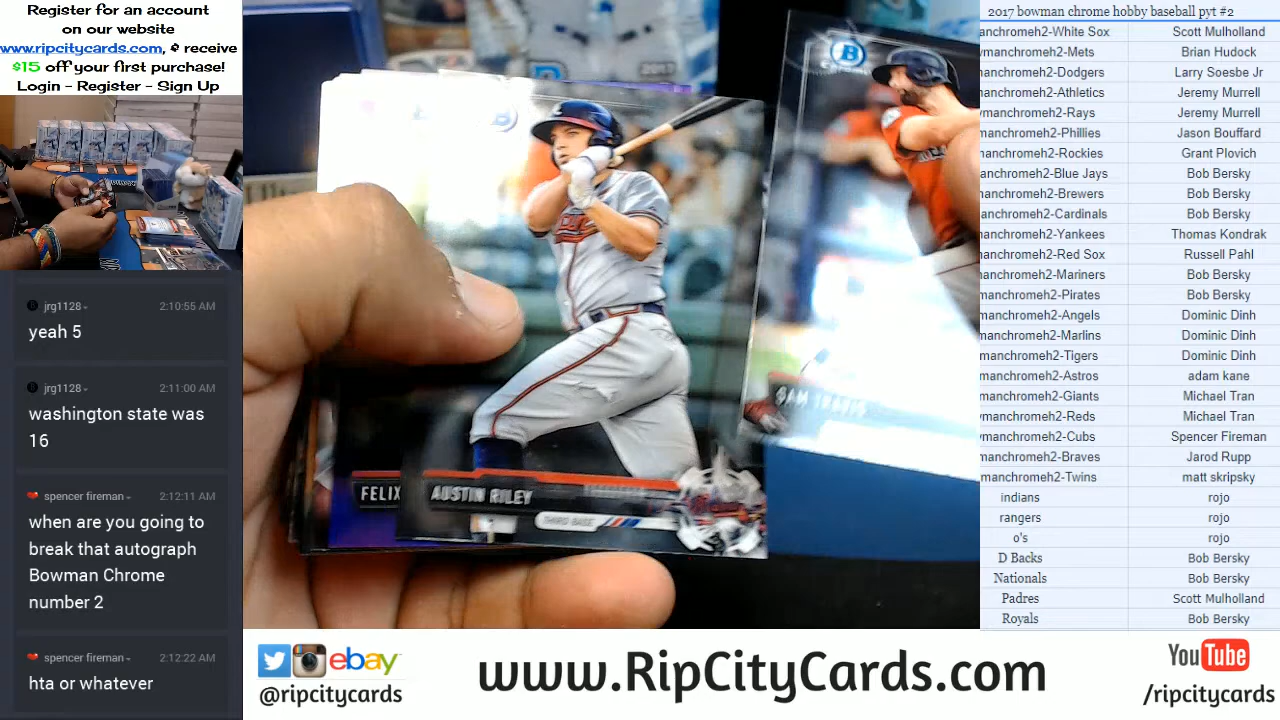 Register for an account
on our website
www.ripcitycards.com, & receive
$15 off your first purchase!
Login - Register - Sign Up
jrg1128 2:10:55 AM
yeah 5
jrg1128 2:11:00 AM
washington state was
16
spencer fireman 2:12:11 AM
when are you going to
break that autograph
Bowman Chrome
number 2
spencer fireman 2:12:22 AM
hta or whatever
2017
B
SAM TRAVIS
FELIX
AUSTIN RILEY
THIRD BASE
2017 bowman chrome hobby baseball pyt #2
anchromeh2-White Sox Scott Mulholland
manchromeh2-Mets Brian Hudock
manchromeh2-Dodgers Larry Soesbe Jr
manchromeh2-Athletics Jeremy Murrell
manchromeh2-Rays Jeremy Murrell
manchromeh2-Phillies Jason Bouffard
manchromeh2-Rockies Grant Plovich
anchromeh2-Blue Jays Bob Bersky
manchromeh2-Brewers Bob Bersky
anchromeh2-Cardinals Bob Bersky
manchromeh2-Yankees Thomas Kondrak
manchromeh2-Red Sox Russell Pahl
manchromeh2-Mariners Bob Bersky
manchromeh2-Pirates Bob Bersky
manchromeh2-Angels Dominic Dinh
manchromeh2-Marlins Dominic Dinh
manchromeh2-Tigers Dominic Dinh
manchromeh2-Astros adam kane
manchromeh2-Giants Michael Tran
manchromeh2-Reds Michael Tran
manchromeh2-Cubs Spencer Fireman
manchromeh2-Braves Jarod Rupp
manchromeh2-Twins matt skripsky
indians rojo
rangers rojo
o's rojo
D Backs Bob Bersky
Nationals Bob Bersky
Padres Scott Mulholland
Royals Bob Bersky
ebay
@ripcitycards
www.RipCityCards.com
YouTube
/ripcitycards